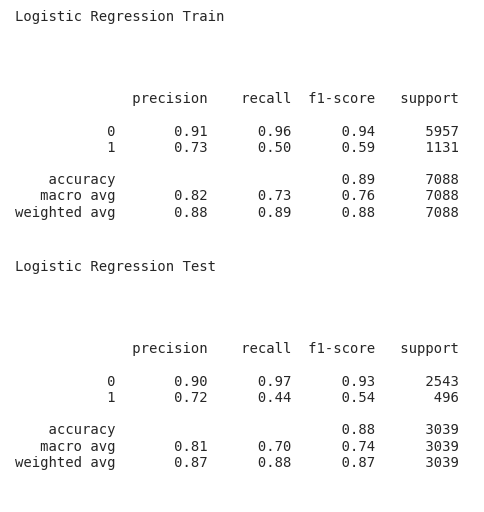 Logistic Regression Train
precision recall f1-score support
0 0.91 0.96 0.94 5957
1 0.73 0.50 0.59 1131
accuracy 0.89 7088
macro avg 0.82 0.73 0.76 7088
weighted avg 0.88 0.89 0.88 7088
Logistic Regression Test
precision recall f1-score support
0 0.90 0.97 0.93 2543
1 0.72 0.44 0.54 496
accuracy 0.88 3039
macro avg 0.81 0.70 0.74 3039
weighted avg 0.87 0.88 0.87 3039